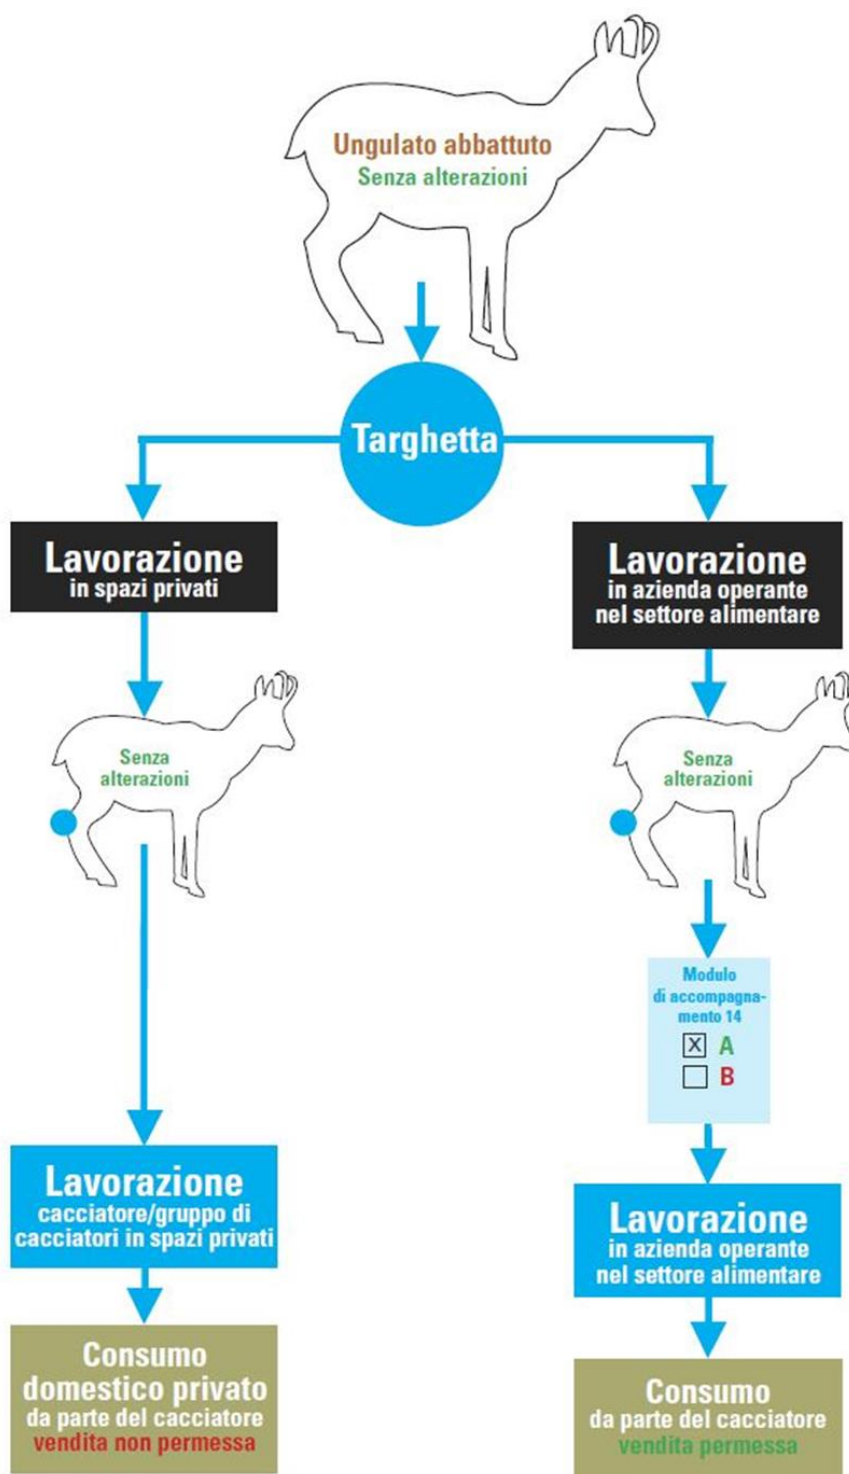 Ungulato abbattuto
Senza alterazioni
Targhetta
Lavorazione
in spazi privati
Lavorazione
in azienda operante
nel settore alimentare
Senza
alterazioni
Senza
alterazioni
Modulo
di accompagna-
mento 14
X A
B
Lavorazione
cacciatore/gruppo di
cacciatori in spazi privati
Lavorazione
in azienda operante
nel settore alimentare
Consumo
domestico privato
da parte del cacciatore
vendita non permessa
Consumo
da parte del cacciatore
vendita permessa